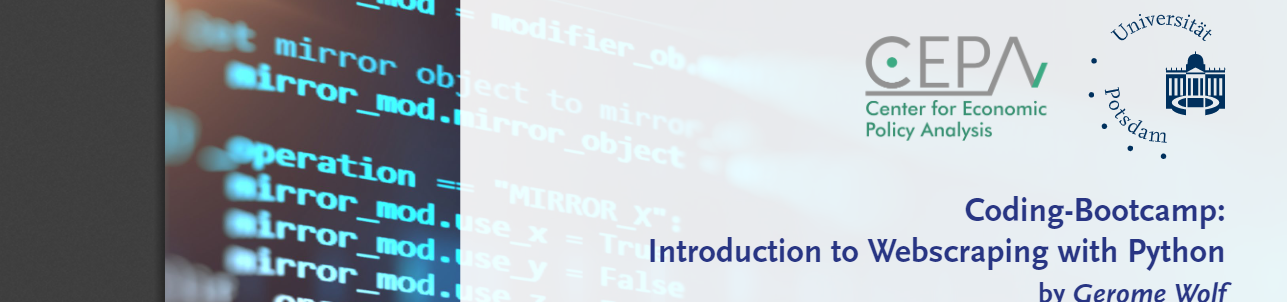 _mod = modifier_ob.
mirror object to mirror
mirror_mod.mirror_object
operation == "MIRROR_X":
mirror_mod.use_x = True
mirror_mod.use_y = False
mirror_mod.use_z = False
CEPA
Center for Economic
Policy Analysis
Universität
Potsdam
Coding-Bootcamp:
Introduction to Webscraping with Python
by Gerome Wolf